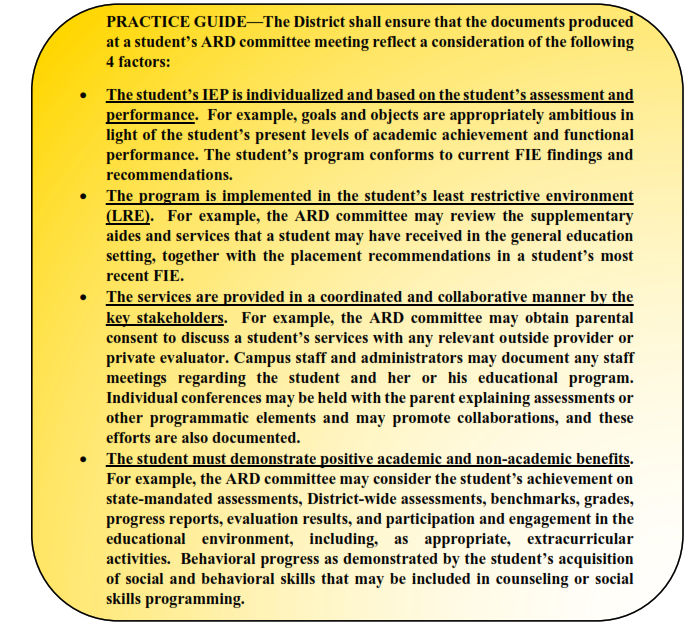 PRACTICE GUIDE—The District shall ensure that the documents produced
at a student's ARD committee meeting reflect a consideration of the following
4 factors:
• The student's IEP is individualized and based on the student's assessment and
performance. For example, goals and objects are appropriately ambitious in
light of the student's present levels of academic achievement and functional
performance. The student's program conforms to current FIE findings and
recommendations.
• The program is implemented in the student's least restrictive environment
(LRE). For example, the ARD committee may review the supplementary
aides and services that a student may have received in the general education
setting, together with the placement recommendations in a student's most
recent FIE.
• The services are provided in a coordinated and collaborative manner by the
key stakeholders. For example, the ARD committee may obtain parental
consent to discuss a student's services with any relevant outside provider or
private evaluator. Campus staff and administrators may document any staff
meetings regarding the student and her or his educational program.
Individual conferences may be held with the parent explaining assessments or
other programmatic elements and may promote collaborations, and these
efforts are also documented.
• The student must demonstrate positive academic and non-academic benefits.
For example, the ARD committee may consider the student's achievement on
state-mandated assessments, District-wide assessments, benchmarks, grades,
progress reports, evaluation results, and participation and engagement in the
educational environment, including, as appropriate, extracurricular
activities. Behavioral progress as demonstrated by the student's acquisition
of social and behavioral skills that may be included in counseling or social
skills programming.